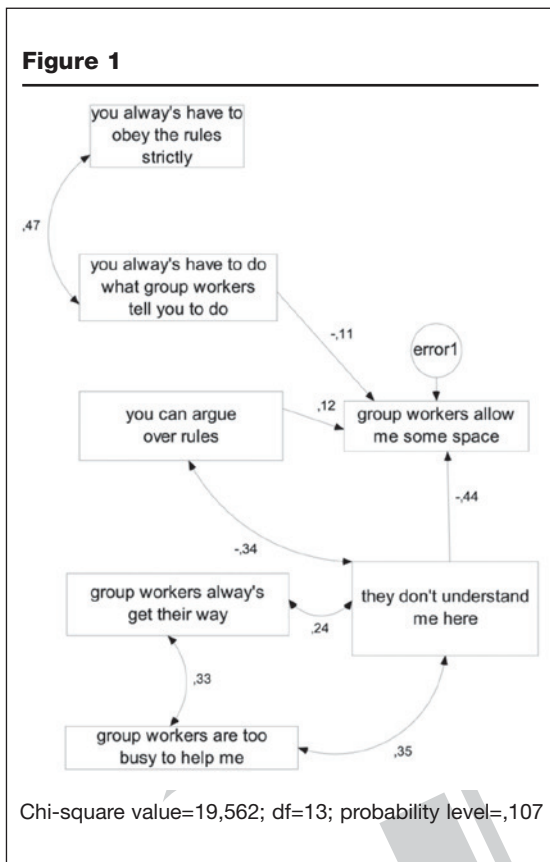 Figure 1
you alway's have to
obey the rules
strictly
,47
you alway's have to do
what group workers
tell you to do
-,11
error1
you can argue
over rules
,12
group workers allow
me some space
-,44
-,34
group workers alway's
get their way
they don't understand
me here
,24
,33
group workers are too
busy to help me
,35
Chi-square value=19,562; df=13; probability level=,107